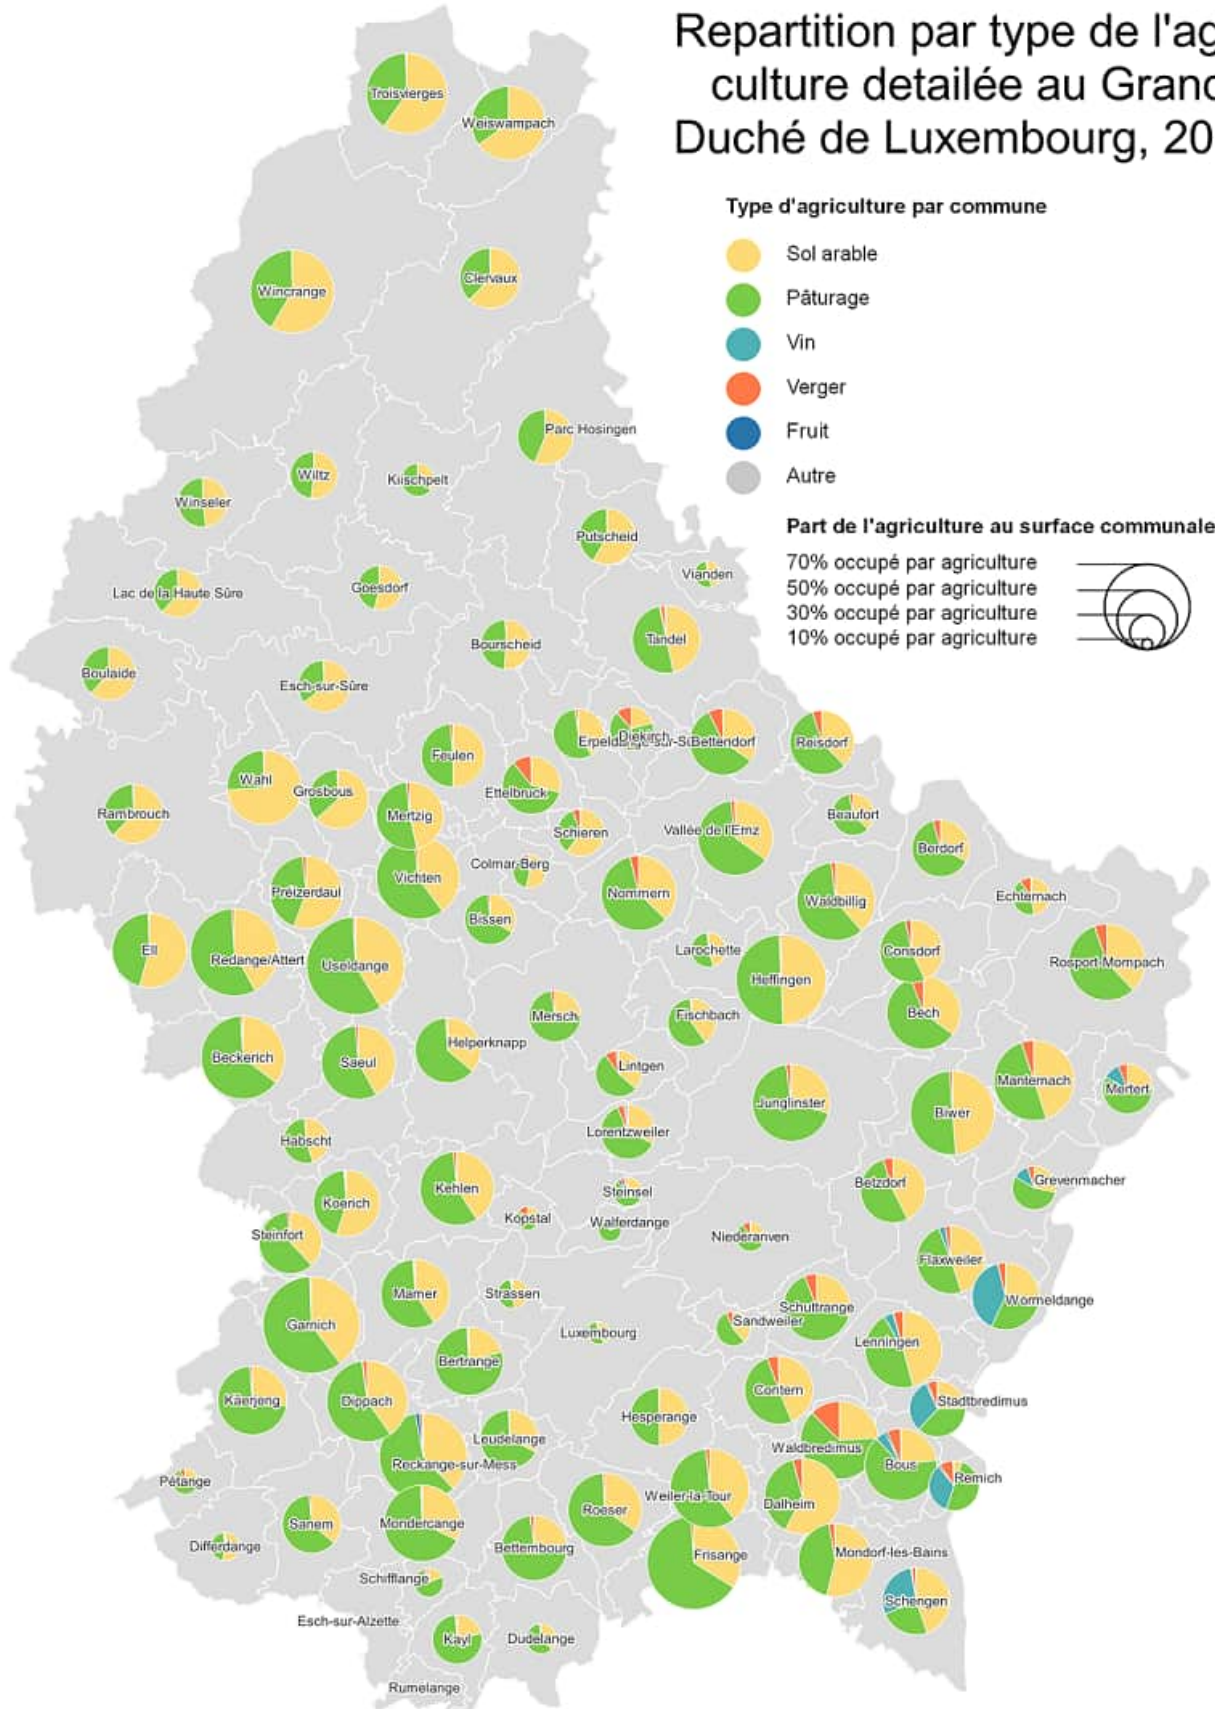 Repartition par type de l'ag
culture detailée au Grand
Duché de Luxembourg, 20
Type d'agriculture par commune
Sol arable
Pâturage
Vin
Verger
Fruit
Autre
Part de l'agriculture au surface communale
70% occupé par agriculture
50% occupé par agriculture
30% occupé par agriculture
10% occupé par agriculture
Troisvierges
Weiswampach
Clervaux
Wincrange
Parc Hosingen
Wiltz
Kiischpelt
Winseler
Putscheid
Vianden
Goesdorf
Lac de la Haute Sûre
Tandel
Bourscheid
Boulaide
Esch-sur-Sûre
Diekirch
Bettendorf
Reisdorf
Feulen
Wahl
Grosbous
Ettelbruck
Rambrouch
Mertzig
Beaufort
Schieren
Vallée de l'Ernz
Berdorf
Colmar-Berg
Vichten
Preizerdaul
Nommern
Echternach
Waldbillig
Bissen
Ell
Larochette
Consdorf
Redange/Attert
Useldange
Rosport-Mompach
Heffingen
Bech
Mersch
Fischbach
Helperknapp
Beckerich
Saeul
Lintgen
Manternach
Mertert
Junglinster
Biwer
Lorentzweiler
Habscht
Grevenmacher
Betzdorf
Kehlen
Steinsel
Koerich
Kopstal
Walferdange
Steinfort
Niederanven
Flaxweiler
Mamer
Strassen
Wormeldange
Schuttrange
Sandweiler
Garnich
Luxembourg
Lenningen
Bertrange
Contern
Käerjeng
Dippach
Stadtbredimus
Hesperange
Leudelange
Waldbredimus
Reckange-sur-Mess
Bous
Pétange
Remich
Weiler-la-Tour
Dalheim
Roeser
Sanem
Mondercange
Differdange
Bettembourg
Frisange
Mondorf-les-Bains
Schifflange
Schengen
Esch-sur-Alzette
Kayl
Dudelange
Rumelange